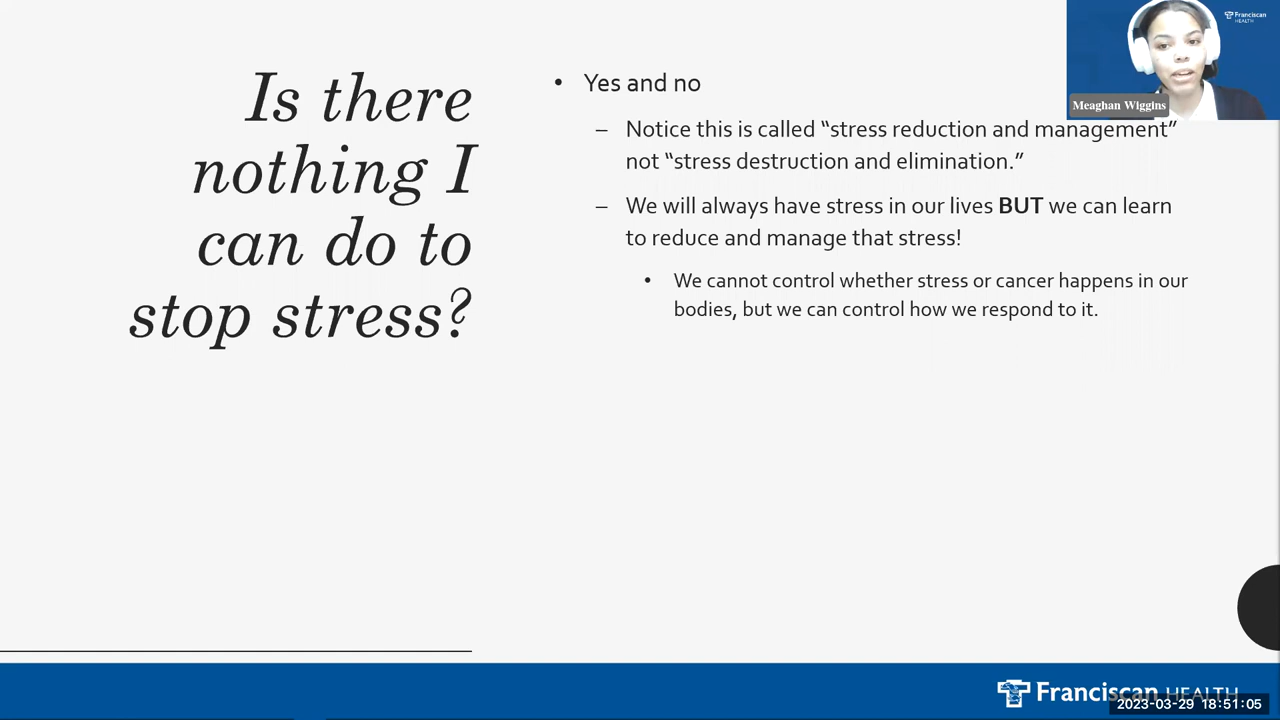 Is there
nothing I
can do to
stop stress?
• Yes and no
– Notice this is called “stress reduction and management”
not “stress destruction and elimination.”
– We will always have stress in our lives BUT we can learn
to reduce and manage that stress!
• We cannot control whether stress or cancer happens in our
bodies, but we can control how we respond to it.
Franciscan
HEALTH
Meaghan Wiggins
Franciscan HEALTH
2023-03-29 18:51:05